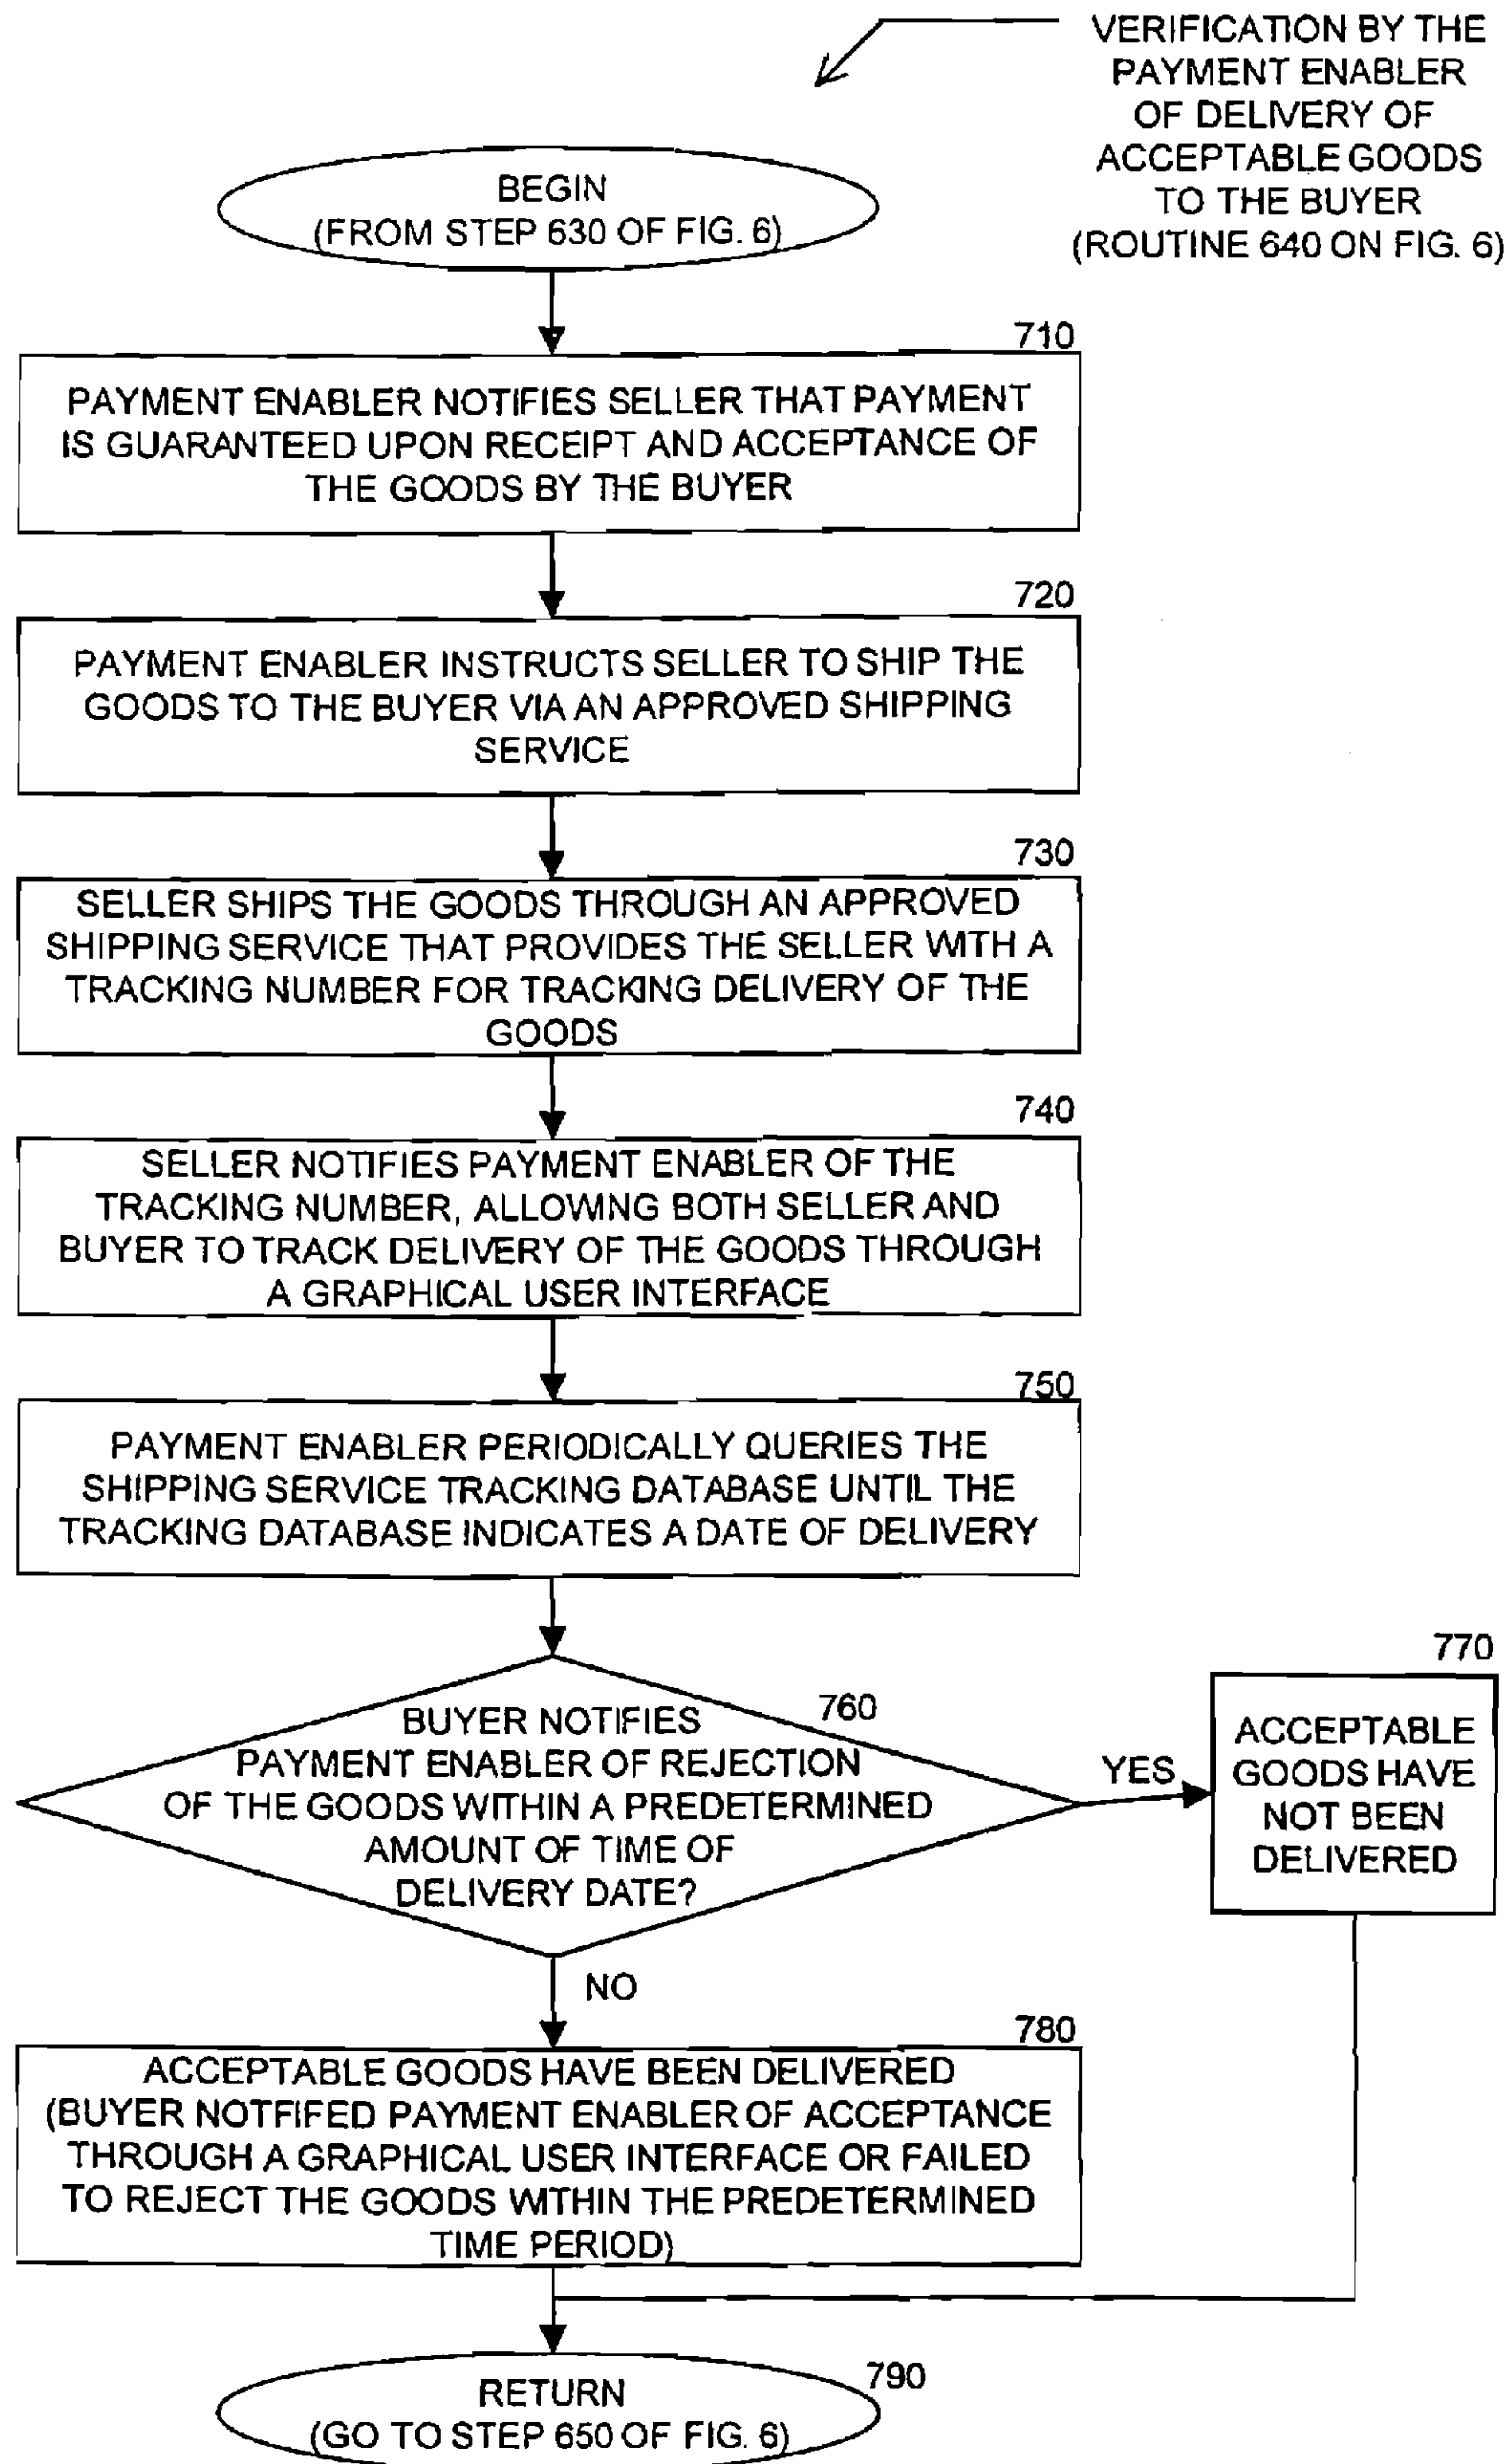 VERIFICATION BY THE
PAYMENT ENABLER
OF DELIVERY OF
ACCEPTABLE GOODS
TO THE BUYER
(ROUTINE 640 ON FIG. 6)
BEGIN
(FROM STEP 630 OF FIG. 6)
710
PAYMENT ENABLER NOTIFIES SELLER THAT PAYMENT
IS GUARANTEED UPON RECEIPT AND ACCEPTANCE OF
THE GOODS BY THE BUYER
720
PAYMENT ENABLER INSTRUCTS SELLER TO SHIP THE
GOODS TO THE BUYER VIA AN APPROVED SHIPPING
SERVICE
730
SELLER SHIPS THE GOODS THROUGH AN APPROVED
SHIPPING SERVICE THAT PROVIDES THE SELLER WITH A
TRACKING NUMBER FOR TRACKING DELIVERY OF THE
GOODS
740
SELLER NOTIFIES PAYMENT ENABLER OF THE
TRACKING NUMBER, ALLOWING BOTH SELLER AND
BUYER TO TRACK DELIVERY OF THE GOODS THROUGH
A GRAPHICAL USER INTERFACE
750
PAYMENT ENABLER PERIODICALLY QUERIES THE
SHIPPING SERVICE TRACKING DATABASE UNTIL THE
TRACKING DATABASE INDICATES A DATE OF DELIVERY
760
BUYER NOTIFIES
PAYMENT ENABLER OF REJECTION
OF THE GOODS WITHIN A PREDETERMINED
AMOUNT OF TIME OF
DELIVERY DATE?
YES
770
ACCEPTABLE
GOODS HAVE
NOT BEEN
DELIVERED
NO
780
ACCEPTABLE GOODS HAVE BEEN DELIVERED
(BUYER NOTFIFED PAYMENT ENABLER OF ACCEPTANCE
THROUGH A GRAPHICAL USER INTERFACE OR FAILED
TO REJECT THE GOODS WITHIN THE PREDETERMINED
TIME PERIOD)
790
RETURN
(GO TO STEP 650 OF FIG. 6)